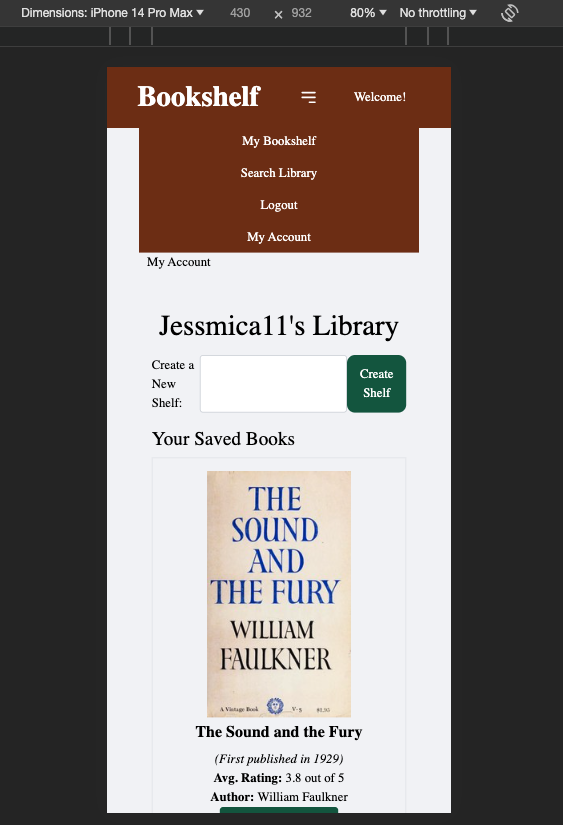 Dimensions: iPhone 14 Pro Max 430 × 932 80% No throttling
Bookshelf Welcome!
My Bookshelf
Search Library
Logout
My Account
My Account
Jessmica11's Library
Create a
New
Shelf:
Create
Shelf
Your Saved Books
THE
SOUND
AND
THE FURY
WILLIAM
FAULKNER
A Vintage Book V-5
The Sound and the Fury
(First published in 1929)
Avg. Rating: 3.8 out of 5
Author: William Faulkner